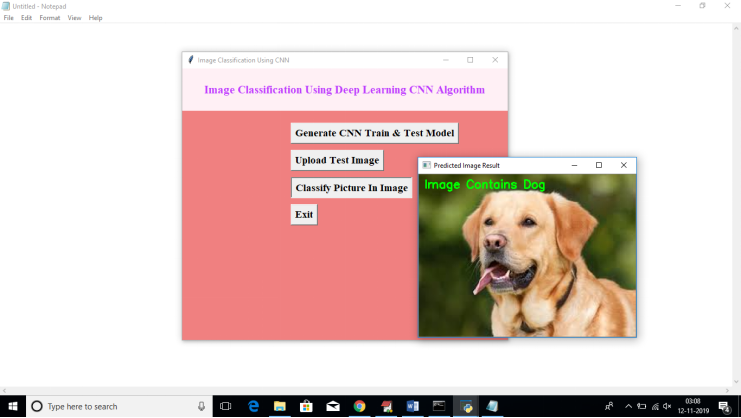 Untitled - Notepad
File Edit Format View Help
Image Classification Using CNN
Image Classification Using Deep Learning CNN Algorithm
Generate CNN Train & Test Model
Upload Test Image
Classify Picture In Image
Exit
Predicted Image Result
Image Contains Dog
Type here to search
03:08
12-11-2019
4